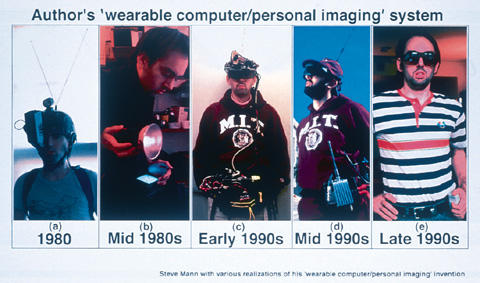 Author's 'wearable computer/personal imaging' system
M.I.T.
M.I.T.
(a) (b) (c) (d) (e)
1980 Mid 1980s Early 1990s Mid 1990s Late 1990s
Steve Mann with various realizations of his 'wearable computer/personal imaging' invention